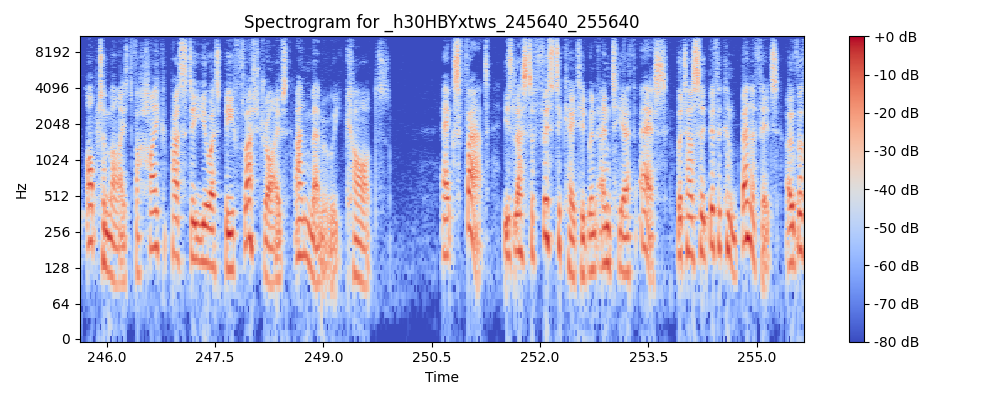 Spectrogram for _h30HBYxtws_245640_255640
8192
4096
2048
1024
512
256
128
64
0
Hz
246.0 247.5 249.0 250.5 252.0 253.5 255.0
Time
+0 dB
-10 dB
-20 dB
-30 dB
-40 dB
-50 dB
-60 dB
-70 dB
-80 dB